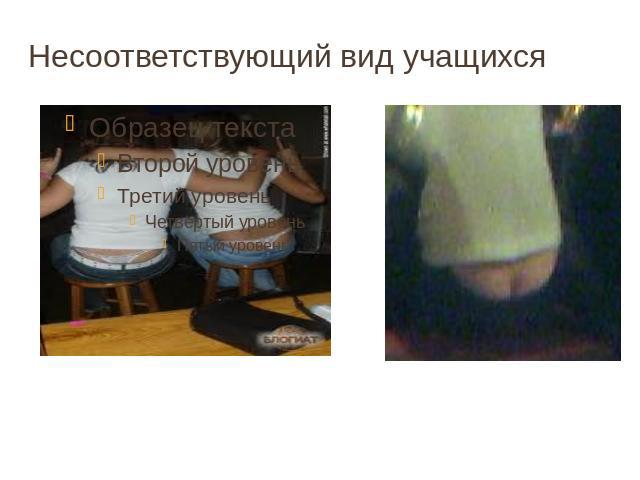 Несоответствующий вид учащихся
Образец текста
Второй уровень
Третий уровень
Четвертый уровень
Пятый уровень
БЛОГИАТ